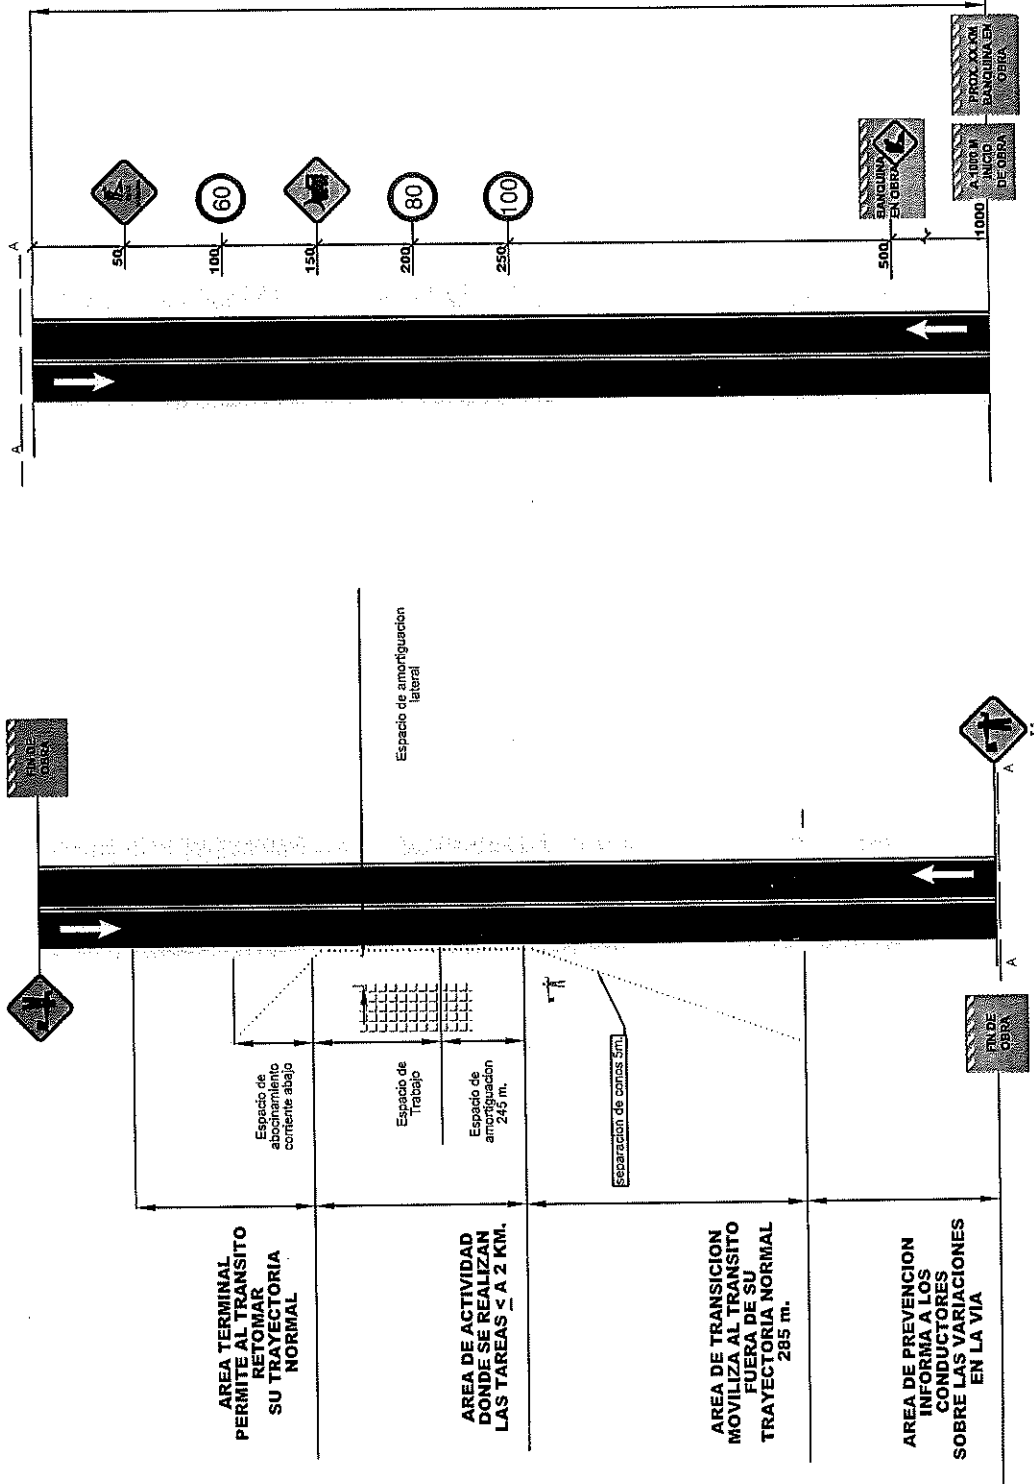 A
A
50
100
60
150
200
80
250
100
500
BANQUINA
EN OBRA
1000
A 1000 M
INICIO
DE OBRA
PROX. XX KM
BANQUINA EN
OBRA
FIN DE
OBRA
Espacio de amortiguacion
lateral
Espacio de
abocinamiento
corriente abajo
Espacio de
Trabajo
Espacio de
amortiguacion
245 m.
separacion de conos 5m.
A
A
FIN DE
OBRA
AREA TERMINAL
PERMITE AL TRANSITO
RETOMAR
SU TRAYECTORIA
NORMAL
AREA DE ACTIVIDAD
DONDE SE REALIZAN
LAS TAREAS < A 2 KM.
AREA DE TRANSICION
MOVILIZA AL TRANSITO
FUERA DE SU
TRAYECTORIA NORMAL
285 m.
AREA DE PREVENCION
INFORMA A LOS
CONDUCTORES
SOBRE LAS VARIACIONES
EN LA VIA